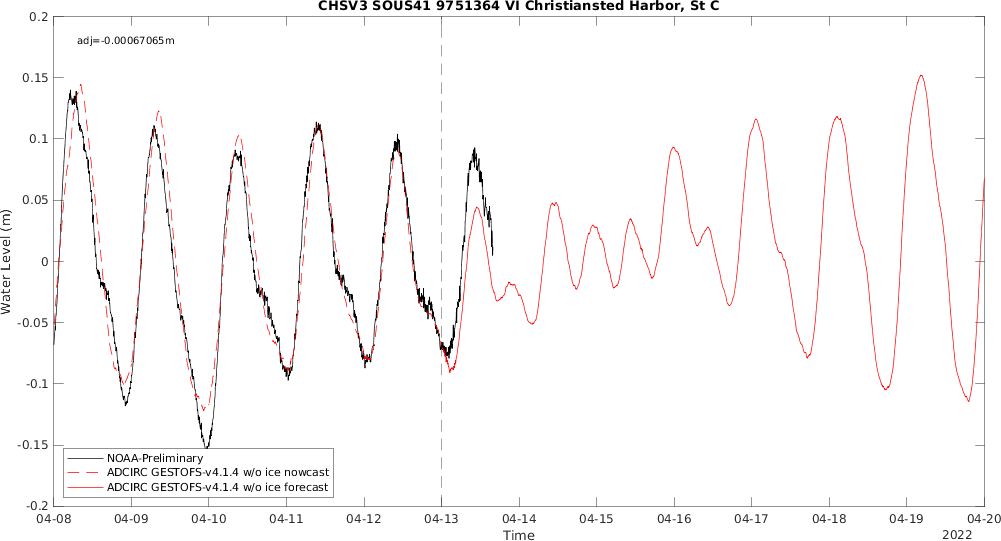 CHSV3 SOUS41 9751364 VI Christiansted Harbor, St C
adj=-0.00067065m
0.2
0.15
0.1
0.05
0
-0.05
-0.1
-0.15
-0.2
Water Level (m)
NOAA-Preliminary
ADCIRC GESTOFS-v4.1.4 w/o ice nowcast
ADCIRC GESTOFS-v4.1.4 w/o ice forecast
04-08 04-09 04-10 04-11 04-12 04-13 04-14 04-15 04-16 04-17 04-18 04-19 04-20
Time
2022